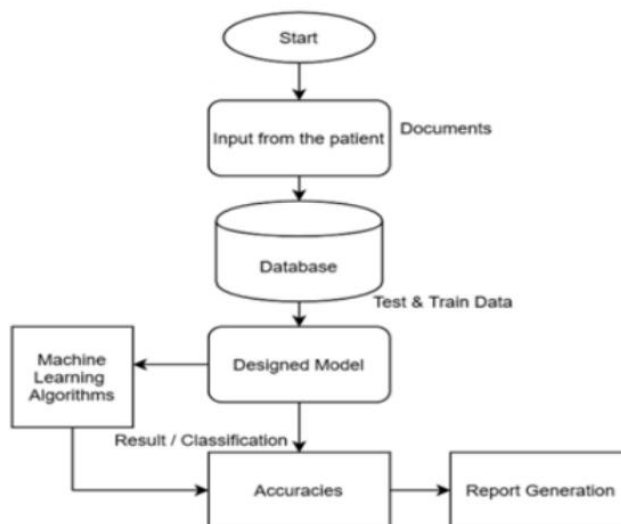 Start
Input from the patient
Documents
Database
Test & Train Data
Machine
Learning
Algorithms
Designed Model
Result / Classification
Accuracies
Report Generation